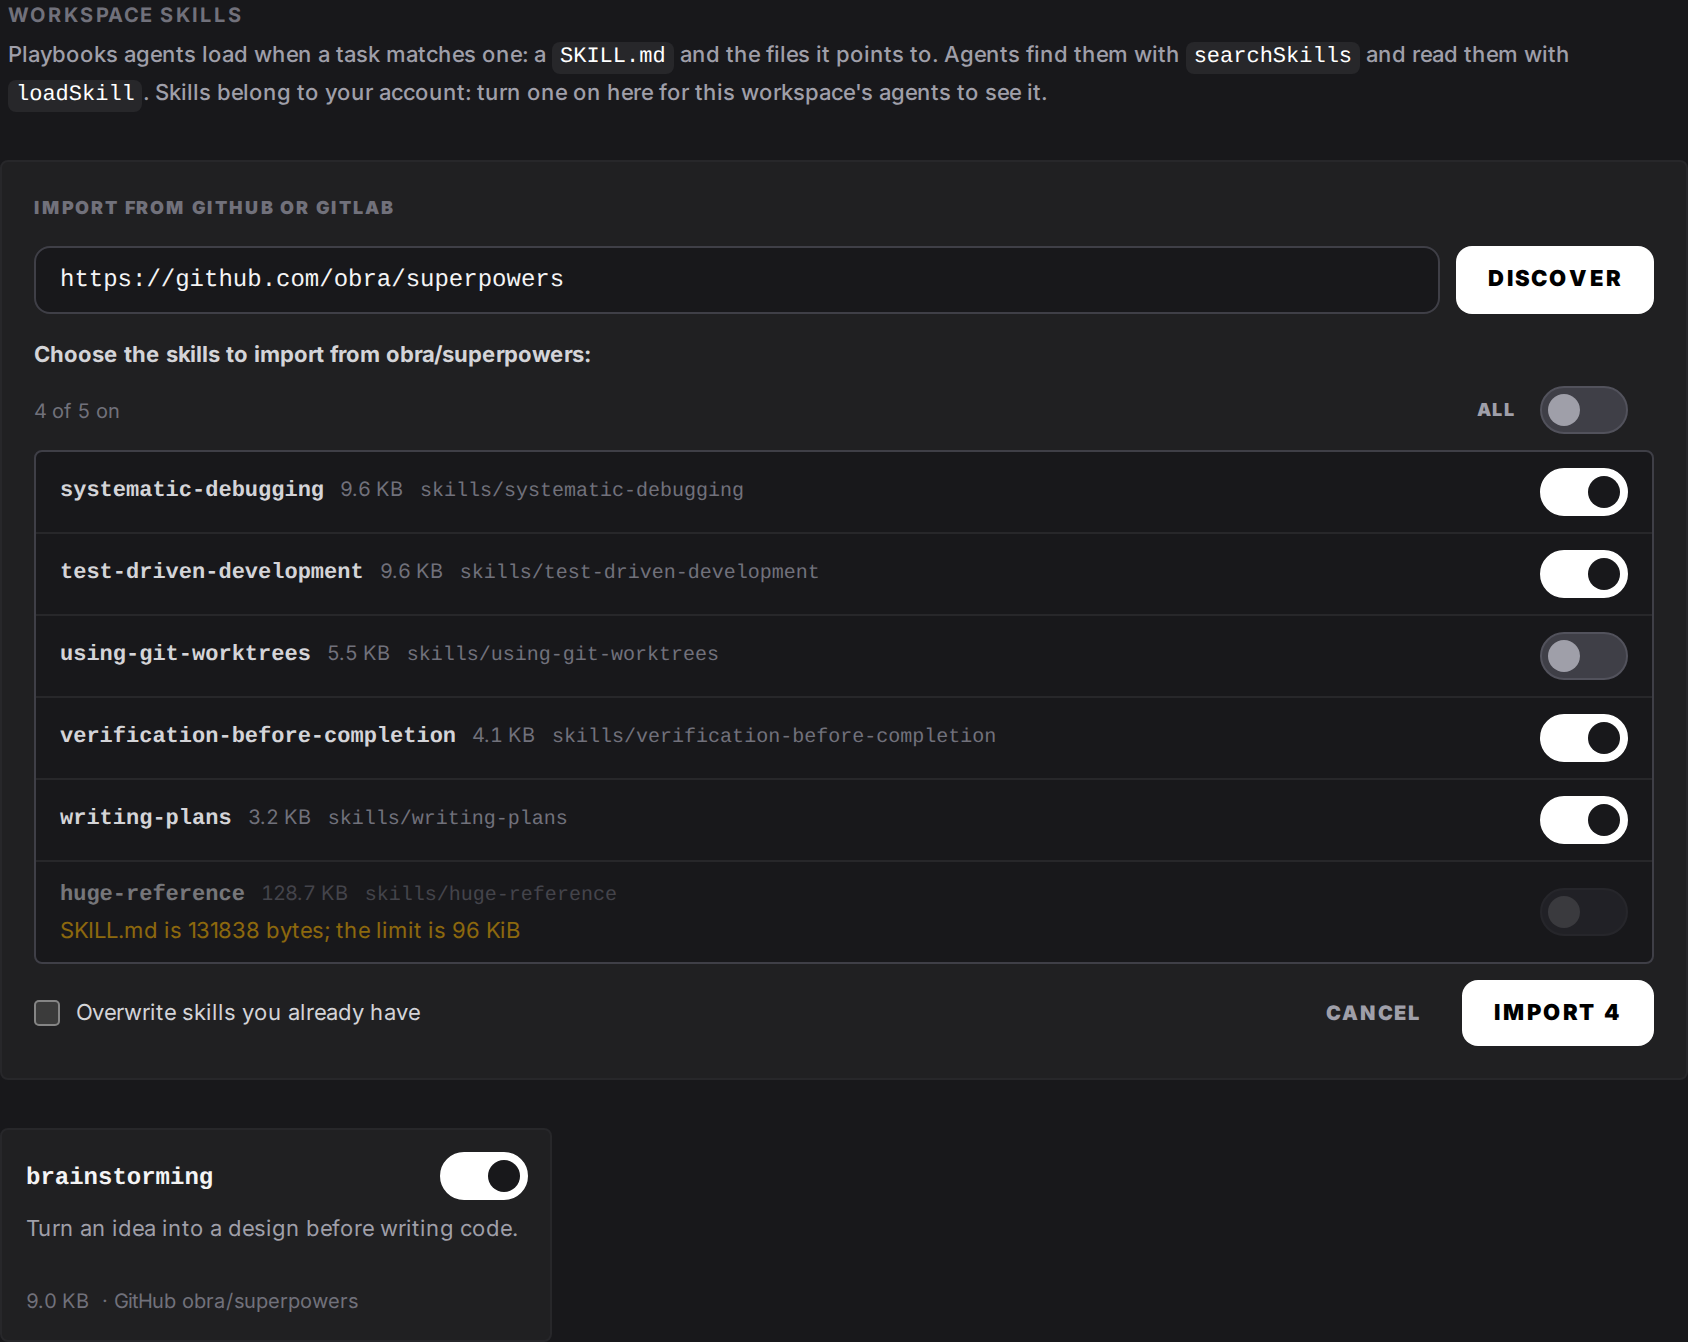 WORKSPACE SKILLS
Playbooks agents load when a task matches one: a SKILL.md and the files it points to. Agents find them with searchSkills and read them with
loadSkill. Skills belong to your account: turn one on here for this workspace's agents to see it.
IMPORT FROM GITHUB OR GITLAB
https://github.com/obra/superpowers DISCOVER
Choose the skills to import from obra/superpowers:
4 of 5 on ALL
systematic-debugging 9.6 KB skills/systematic-debugging
test-driven-development 9.6 KB skills/test-driven-development
using-git-worktrees 5.5 KB skills/using-git-worktrees
verification-before-completion 4.1 KB skills/verification-before-completion
writing-plans 3.2 KB skills/writing-plans
huge-reference 128.7 KB skills/huge-reference
SKILL.md is 131838 bytes; the limit is 96 KiB
Overwrite skills you already have CANCEL IMPORT 4
brainstorming
Turn an idea into a design before writing code.
9.0 KB · GitHub obra/superpowers